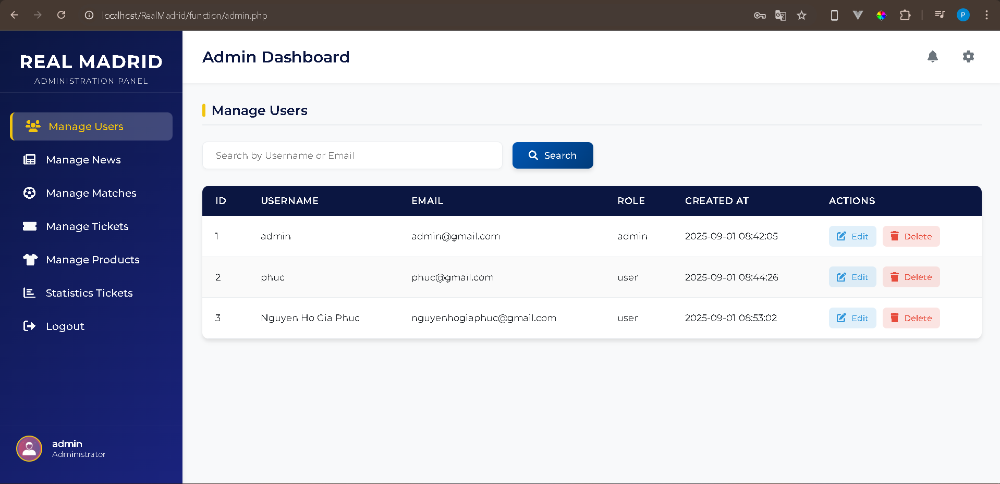 localhost/RealMadrid/function/admin.php
P
REAL MADRID
ADMINISTRATION PANEL
Manage Users
Manage News
Manage Matches
Manage Tickets
Manage Products
Statistics Tickets
Logout
admin
Administrator
Admin Dashboard
Manage Users
Search by Username or Email
Search
ID USERNAME EMAIL ROLE CREATED AT ACTIONS
1 admin admin@gmail.com admin 2025-09-01 08:42:05 Edit Delete
2 phuc phuc@gmail.com user 2025-09-01 08:44:26 Edit Delete
3 Nguyen Ho Gia Phuc nguyenhogiaphuc@gmail.com user 2025-09-01 08:53:02 Edit Delete